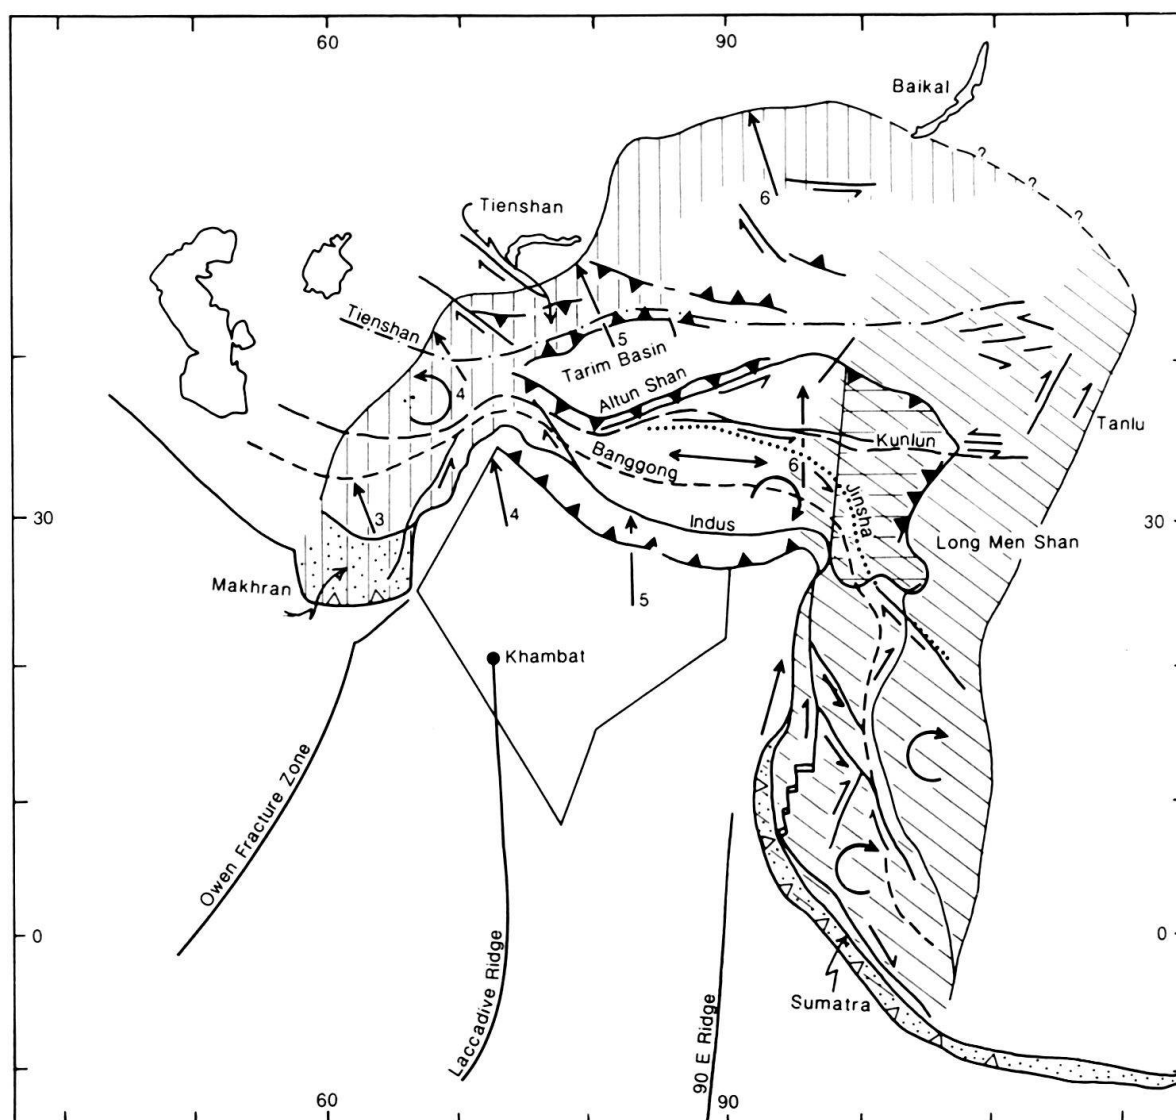 60
90
Baikal
?
?
?
6
Tienshan
Tienshan
5
Tarim Basin
Altun Shan
4
Tanlu
Kunlun
Banggong
6
Jinsha
30
3
4
Indus
30
Long Men Shan
Makhran
5
Khambat
Owen Fracture Zone
0
0
Laccadive Ridge
90 E Ridge
Sumatra
60
90